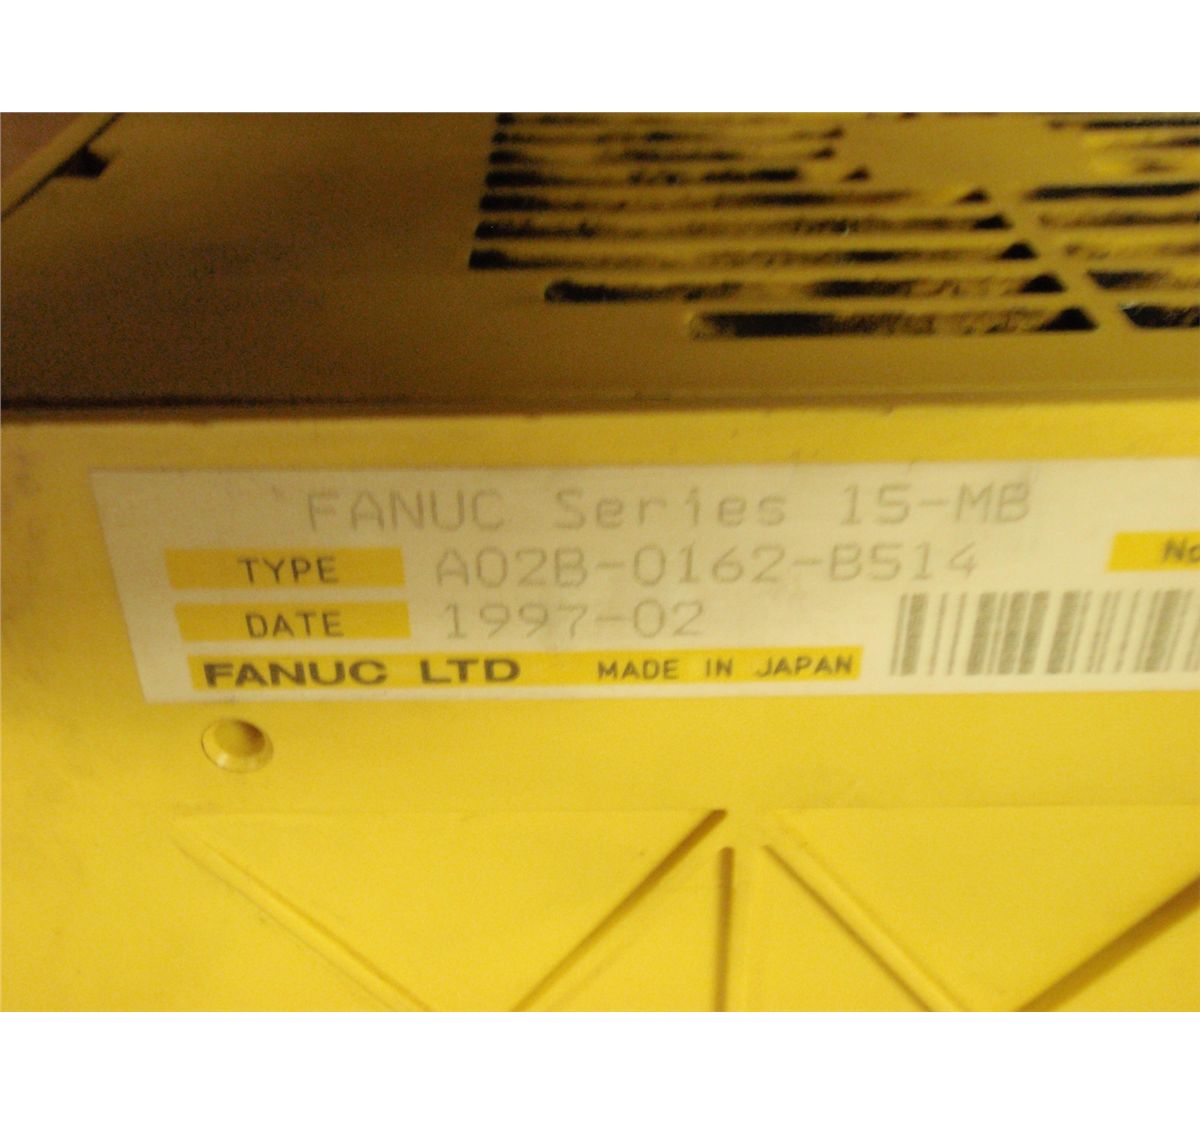 FANUC Series 15-MB
TYPE A02B-0162-B514
DATE 1997-02
FANUC LTD MADE IN JAPAN